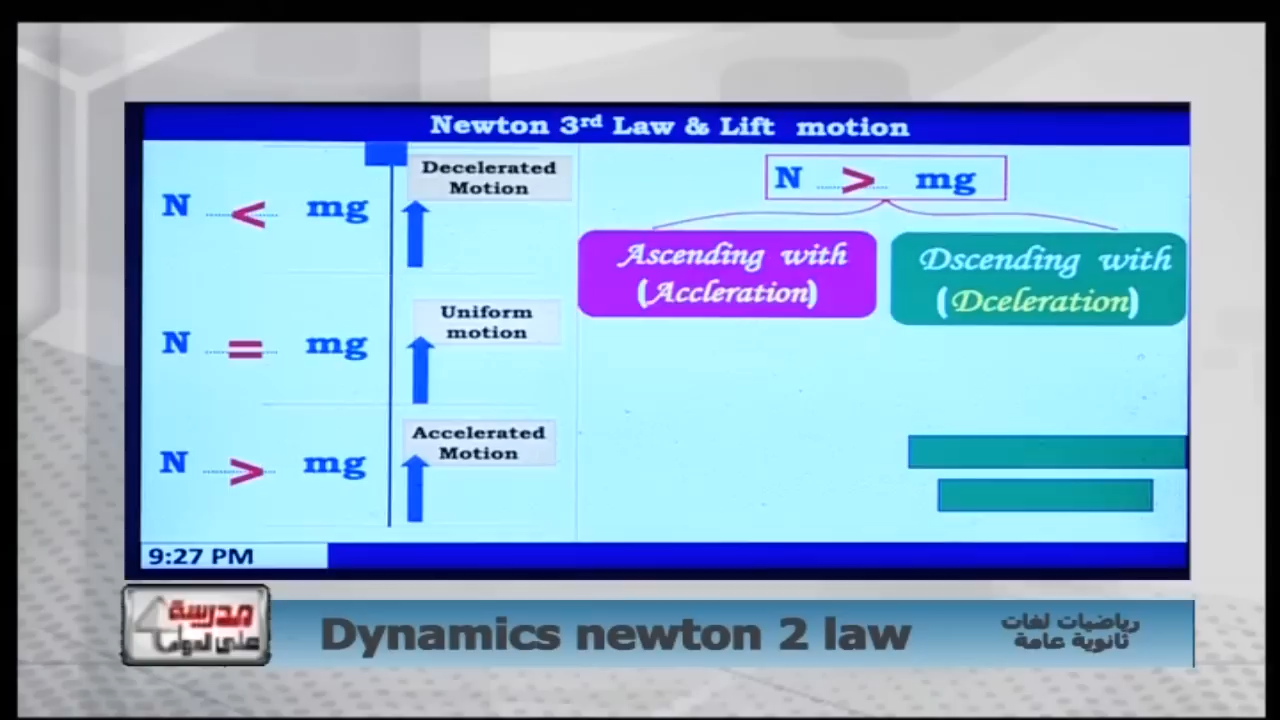 Newton 3rd Law & Lift motion
N < mg
Decelerated
Motion
N = mg
Uniform
motion
N > mg
Accelerated
Motion
N > mg
Ascending with
(Accleration)
Dscending with
(Dceleration)
9:27 PM
مدرسة
على الهوا
4
Dynamics newton 2 law
رياضيات لغات
ثانوية عامة